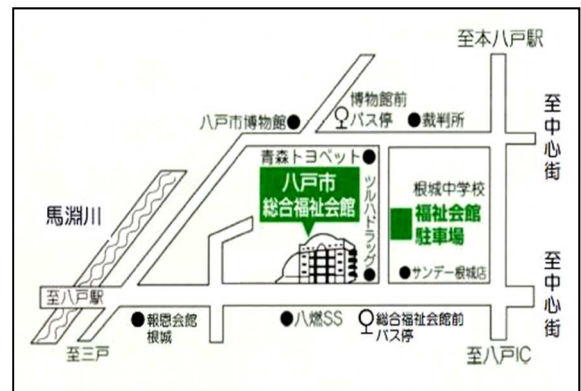 至本八戸駅
博物館前
バス停
裁判所
八戸市博物館
至中心街
青森トヨペット
八戸市
総合福祉会館
ツルハドラッグ
根城中学校
福祉会館
駐車場
馬淵川
サンデー根城店
至八戸駅
至中心街
報恩会館
根城
八燃SS
総合福祉会館前
バス停
至三戸
至八戸IC